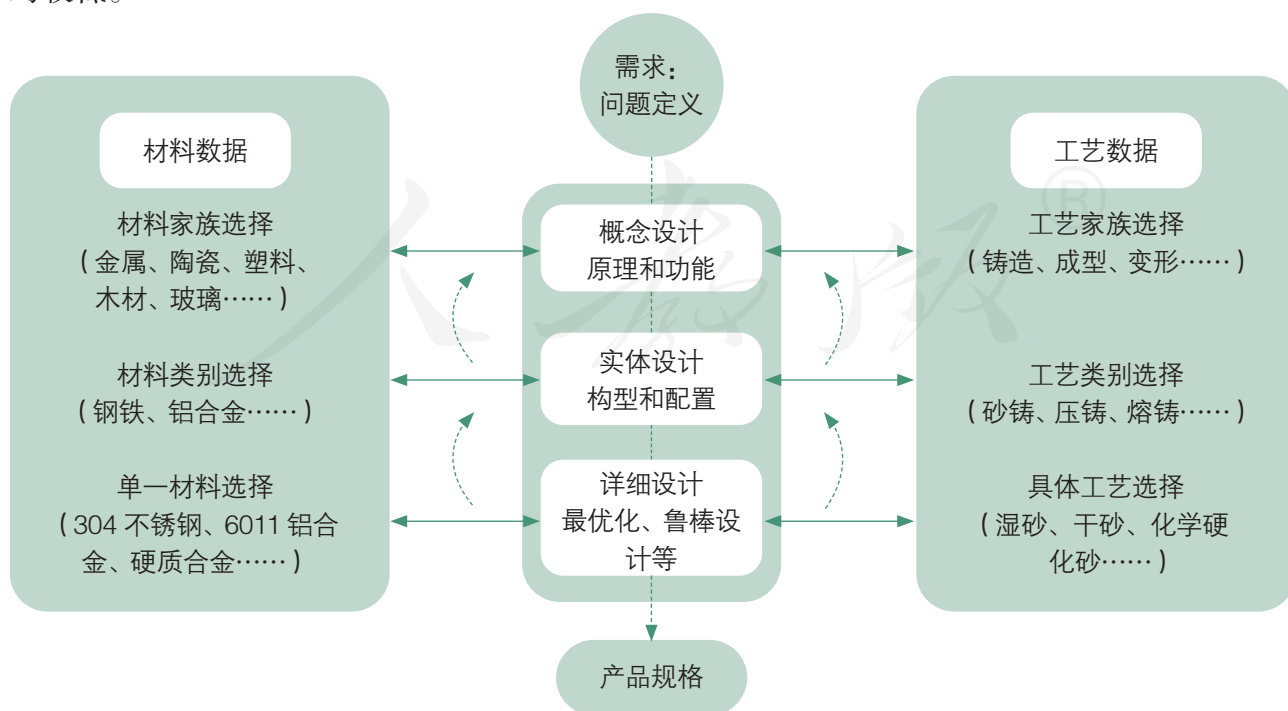 需求：
问题定义
材料数据
材料家族选择
（金属、陶瓷、塑料、
木材、玻璃……）
材料类别选择
（钢铁、铝合金……）
单一材料选择
（304 不锈钢、6011 铝合
金、硬质合金……）
概念设计
原理和功能
实体设计
构型和配置
详细设计
最优化、鲁棒设
计等
产品规格
工艺数据
工艺家族选择
（铸造、成型、变形……）
工艺类别选择
（砂铸、压铸、熔铸……）
具体工艺选择
（湿砂、干砂、化学硬
化砂……）
人教版®